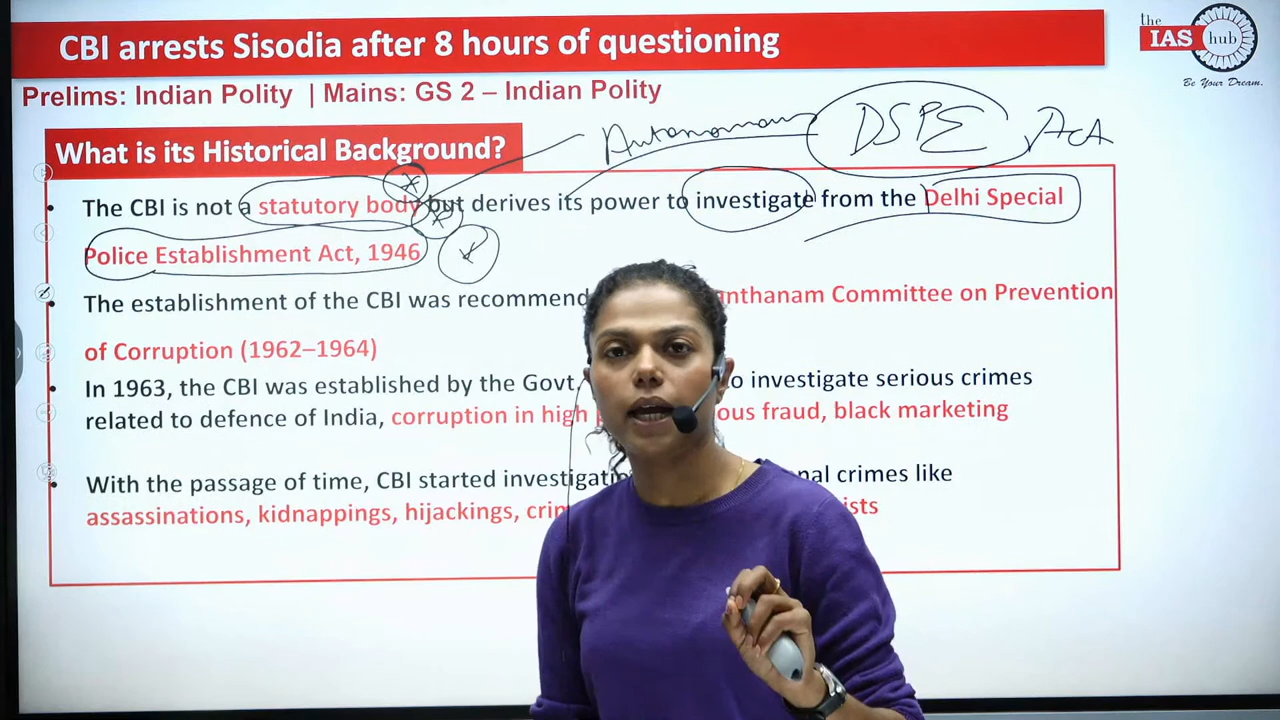 CBI arrests Sisodia after 8 hours of questioning
the
IAS hub
Be Your Dream.
Prelims: Indian Polity | Mains: GS 2 – Indian Polity
DSPE Act
What is its Historical Background?
• The CBI is not a statutory body but derives its power to investigate from the Delhi Special
Police Establishment Act, 1946
The establishment of the CBI was recommend nthanam Committee on Prevention
of Corruption (1962–1964)
• In 1963, the CBI was established by the Govt. to investigate serious crimes
related to defence of India, corruption in high ous fraud, black marketing
• With the passage of time, CBI started investigati nal crimes like
assassinations, kidnappings, hijackings, ists